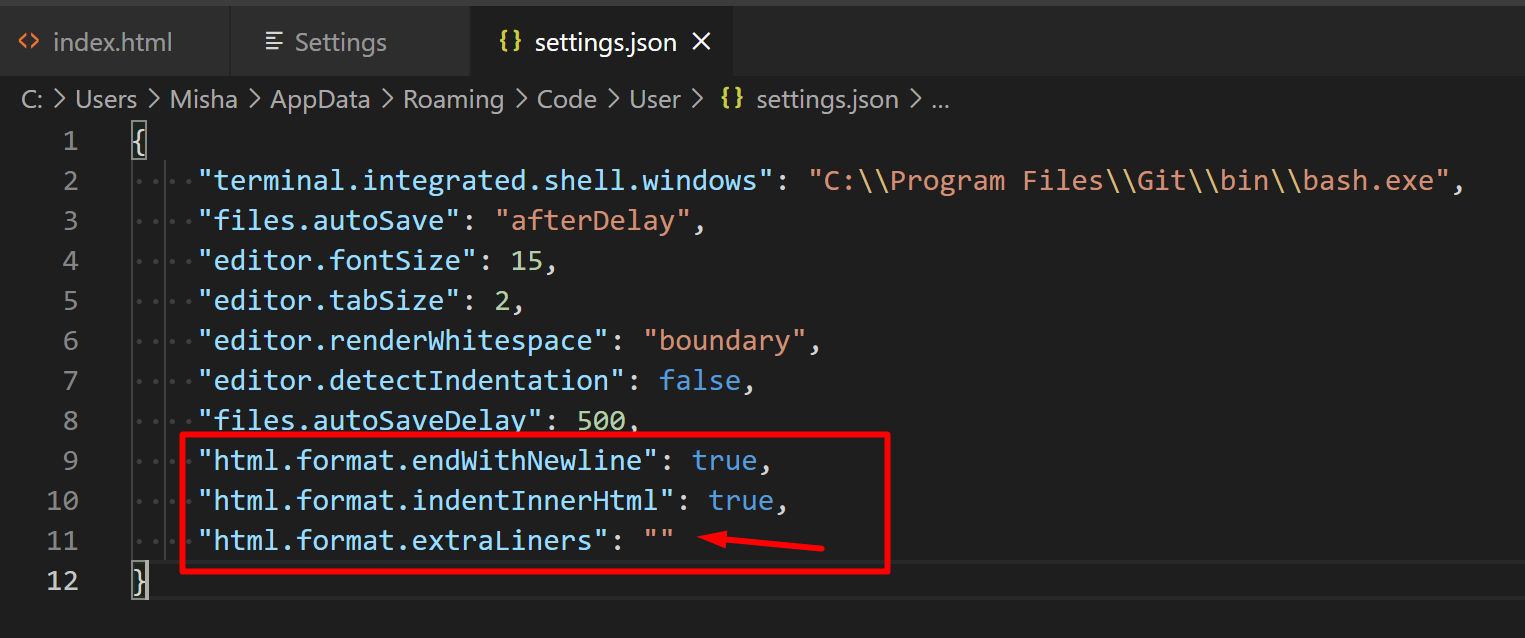 index.html
Settings
{} settings.json
C: > Users > Misha > AppData > Roaming > Code > User > {} settings.json > ...
1 {
2 "terminal.integrated.shell.windows": "C:\\Program Files\\Git\\bin\\bash.exe",
3 "files.autoSave": "afterDelay",
4 "editor.fontSize": 15,
5 "editor.tabSize": 2,
6 "editor.renderWhitespace": "boundary",
7 "editor.detectIndentation": false,
8 "files.autoSaveDelay": 500,
9 "html.format.endWithNewline": true,
10 "html.format.indentInnerHtml": true,
11 "html.format.extraLiners": ""
12 }